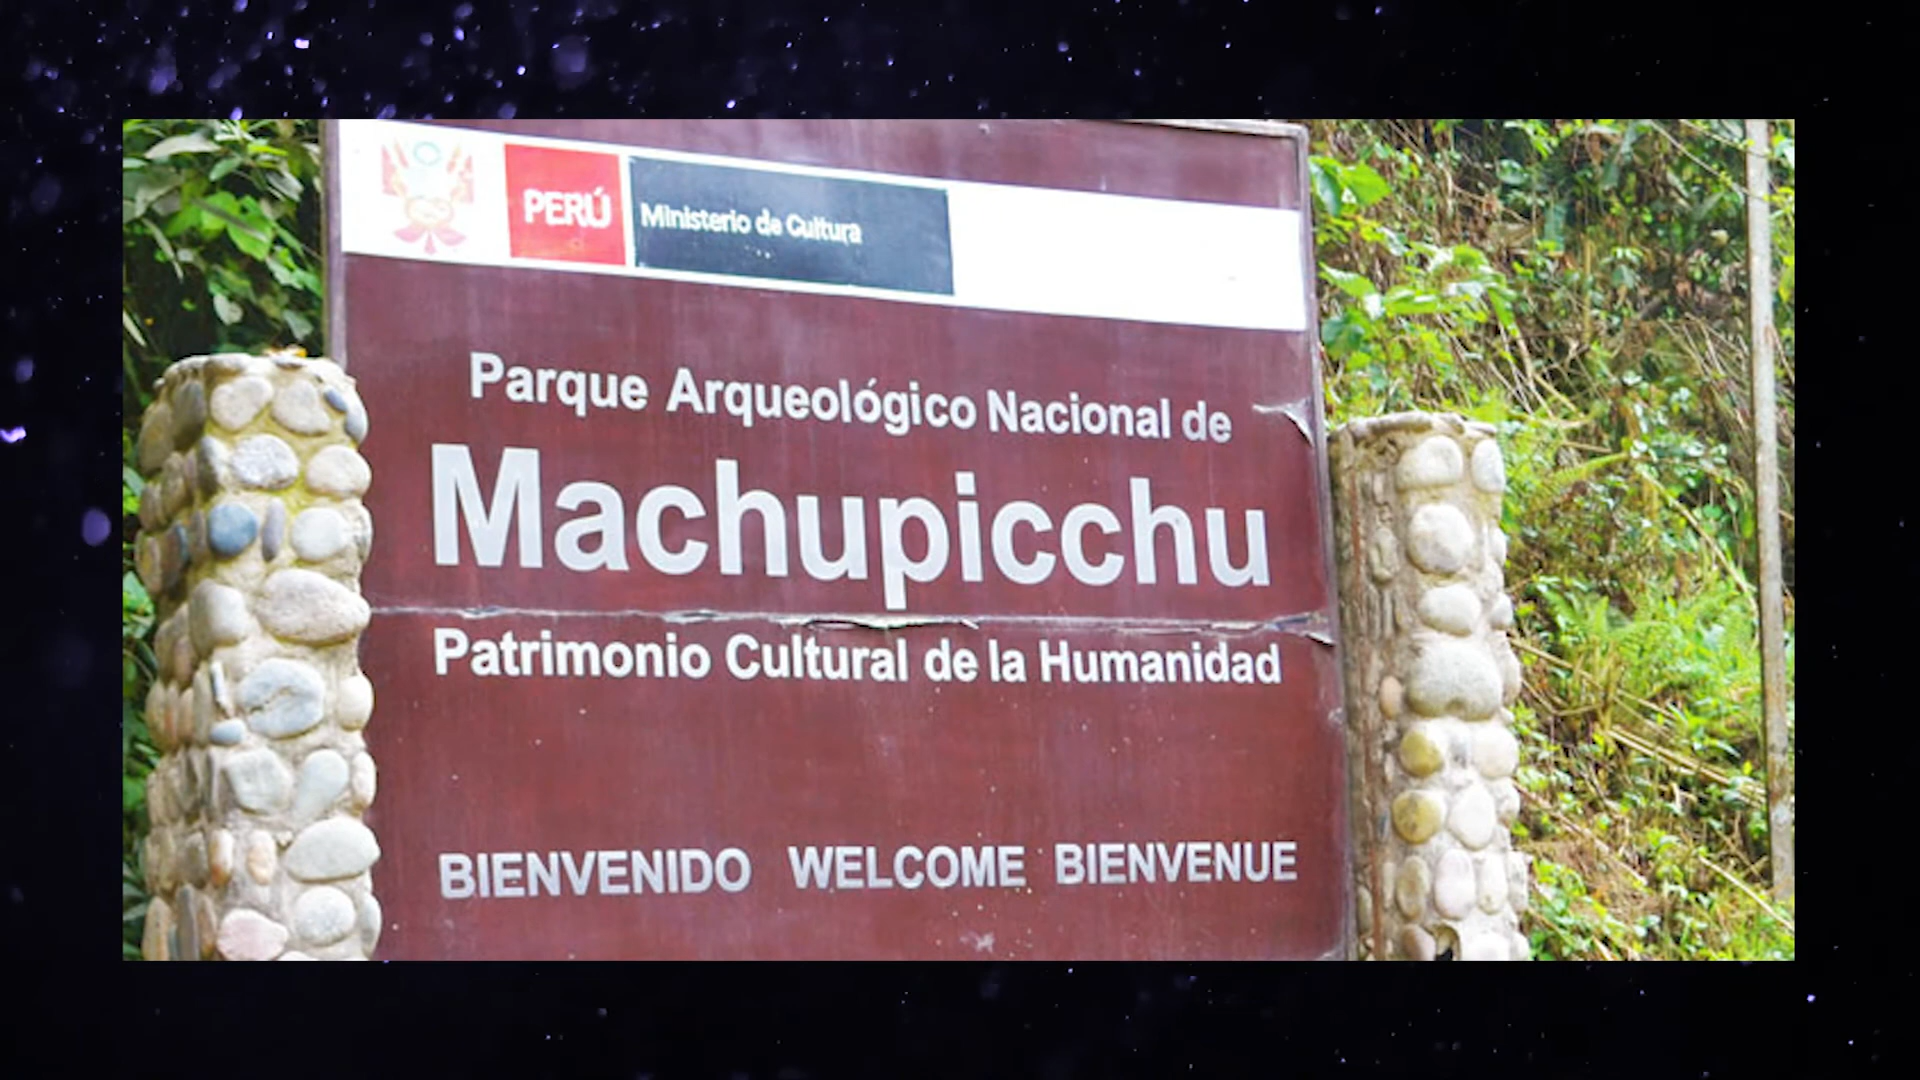 PERÚ
Ministerio de Cultura
Parque Arqueológico Nacional de
Machupicchu
Patrimonio Cultural de la Humanidad
BIENVENIDO WELCOME BIENVENUE